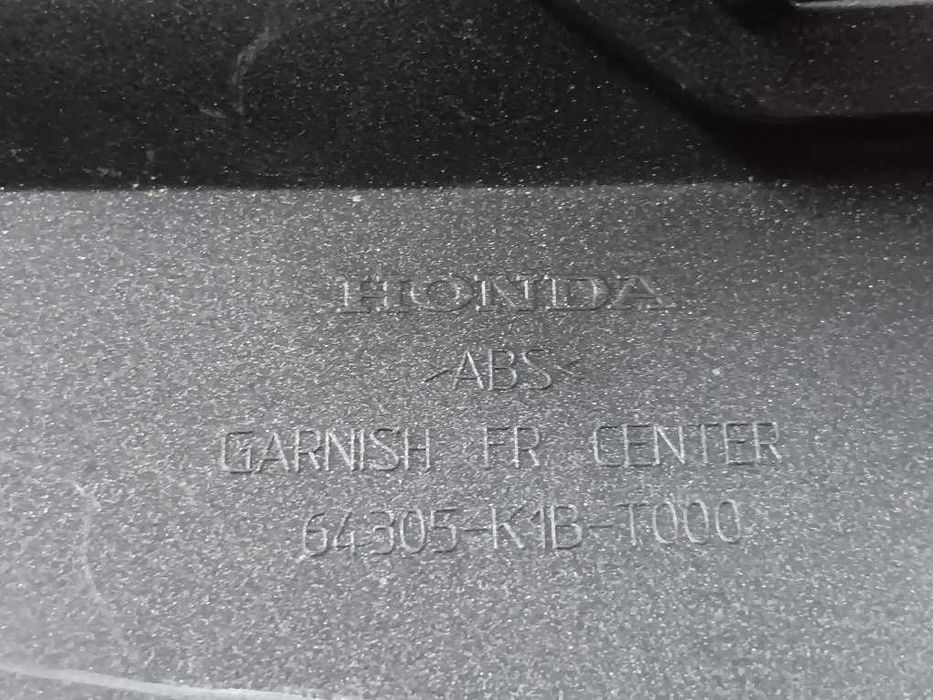 HONDA
>ABS<
GARNISH FR CENTER
64305-K1B-T000